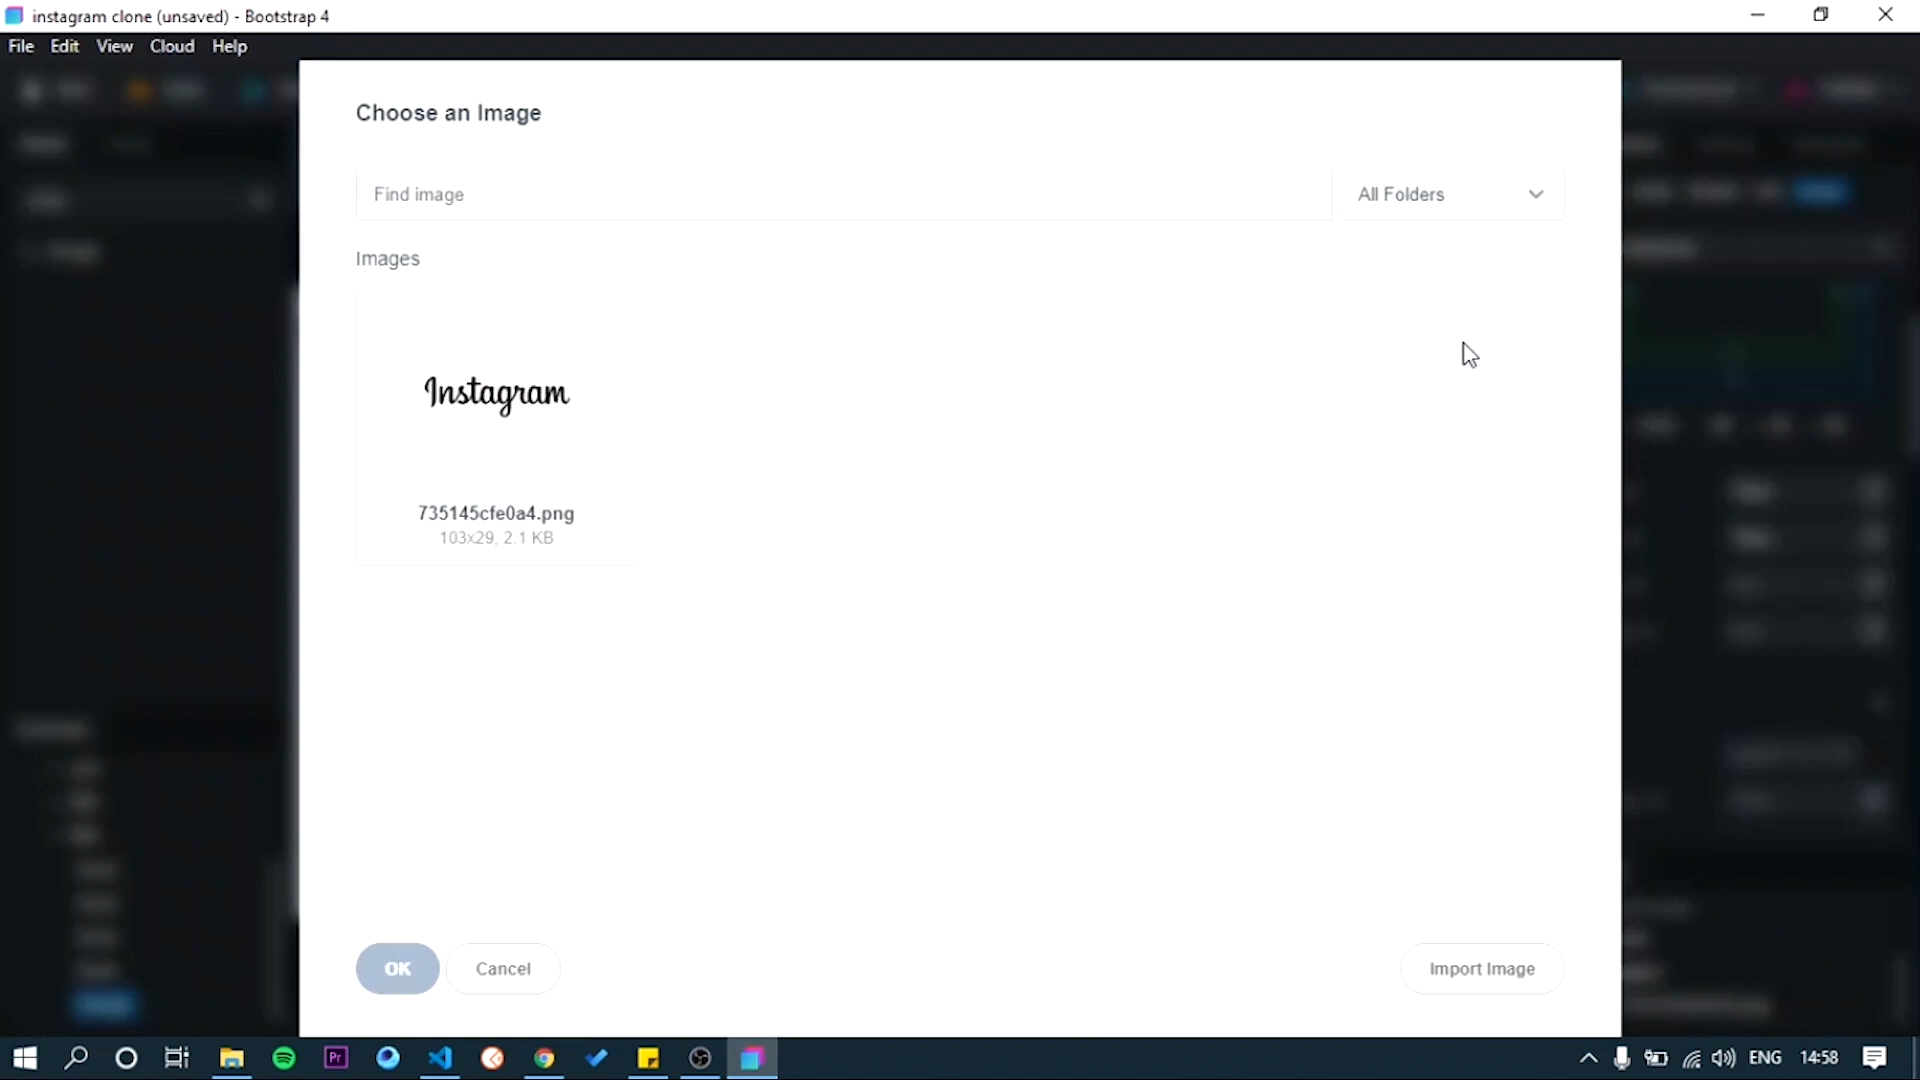 instagram clone (unsaved) - Bootstrap 4
File Edit View Cloud Help
Choose an Image
Find image
All Folders
Images
Instagram
735145cfe0a4.png
103x29, 2.1 KB
OK
Cancel
Import Image
Pr
ENG
14:58